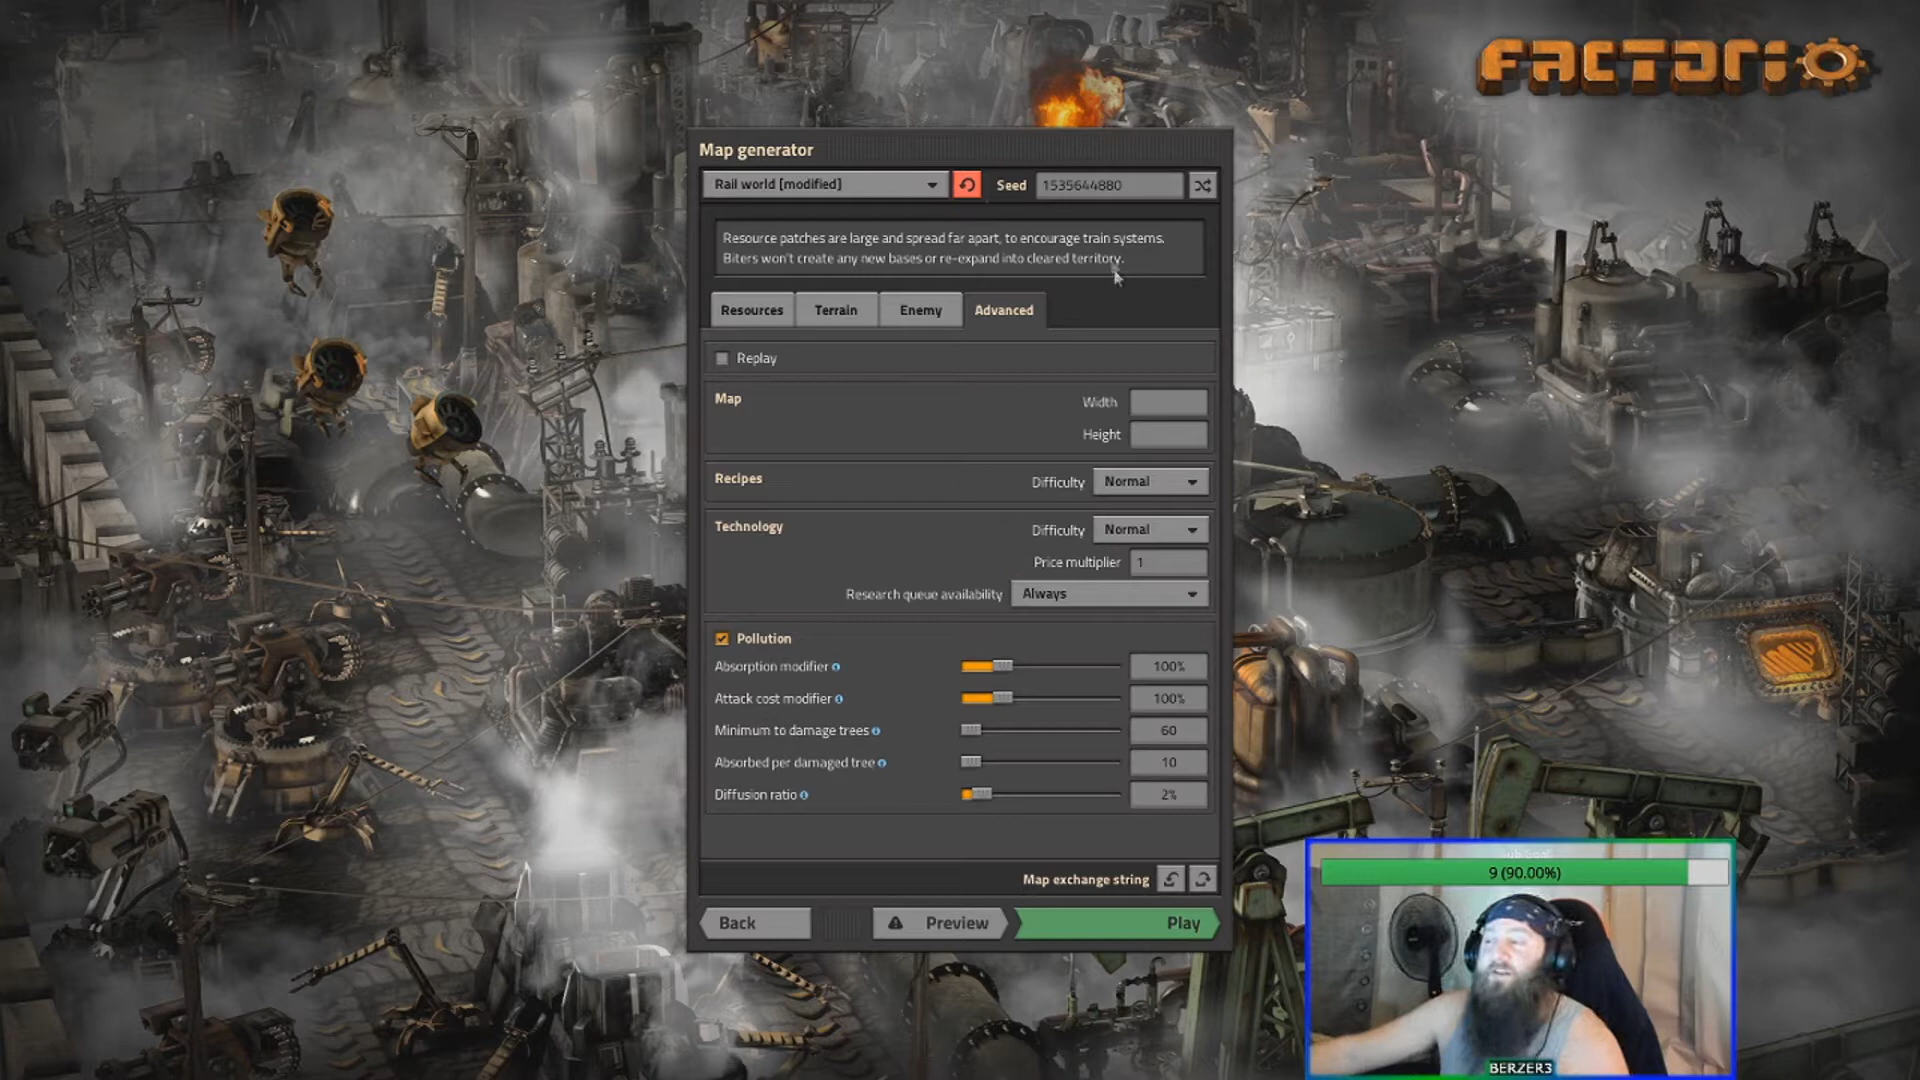 FACTORIO
Map generator
Rail world [modified]
Seed
1535644880
Resource patches are large and spread far apart, to encourage train systems.
Biters won't create any new bases or re-expand into cleared territory.
Resources
Terrain
Enemy
Advanced
Replay
Map
Width
Height
Recipes
Difficulty
Normal
Technology
Difficulty
Normal
Price multiplier
1
Research queue availability
Always
Pollution
Absorption modifier
100%
Attack cost modifier
100%
Minimum to damage trees
60
Absorbed per damaged tree
10
Diffusion ratio
2%
Map exchange string
Back
Preview
Play
9 (90.00%)
BERZER3